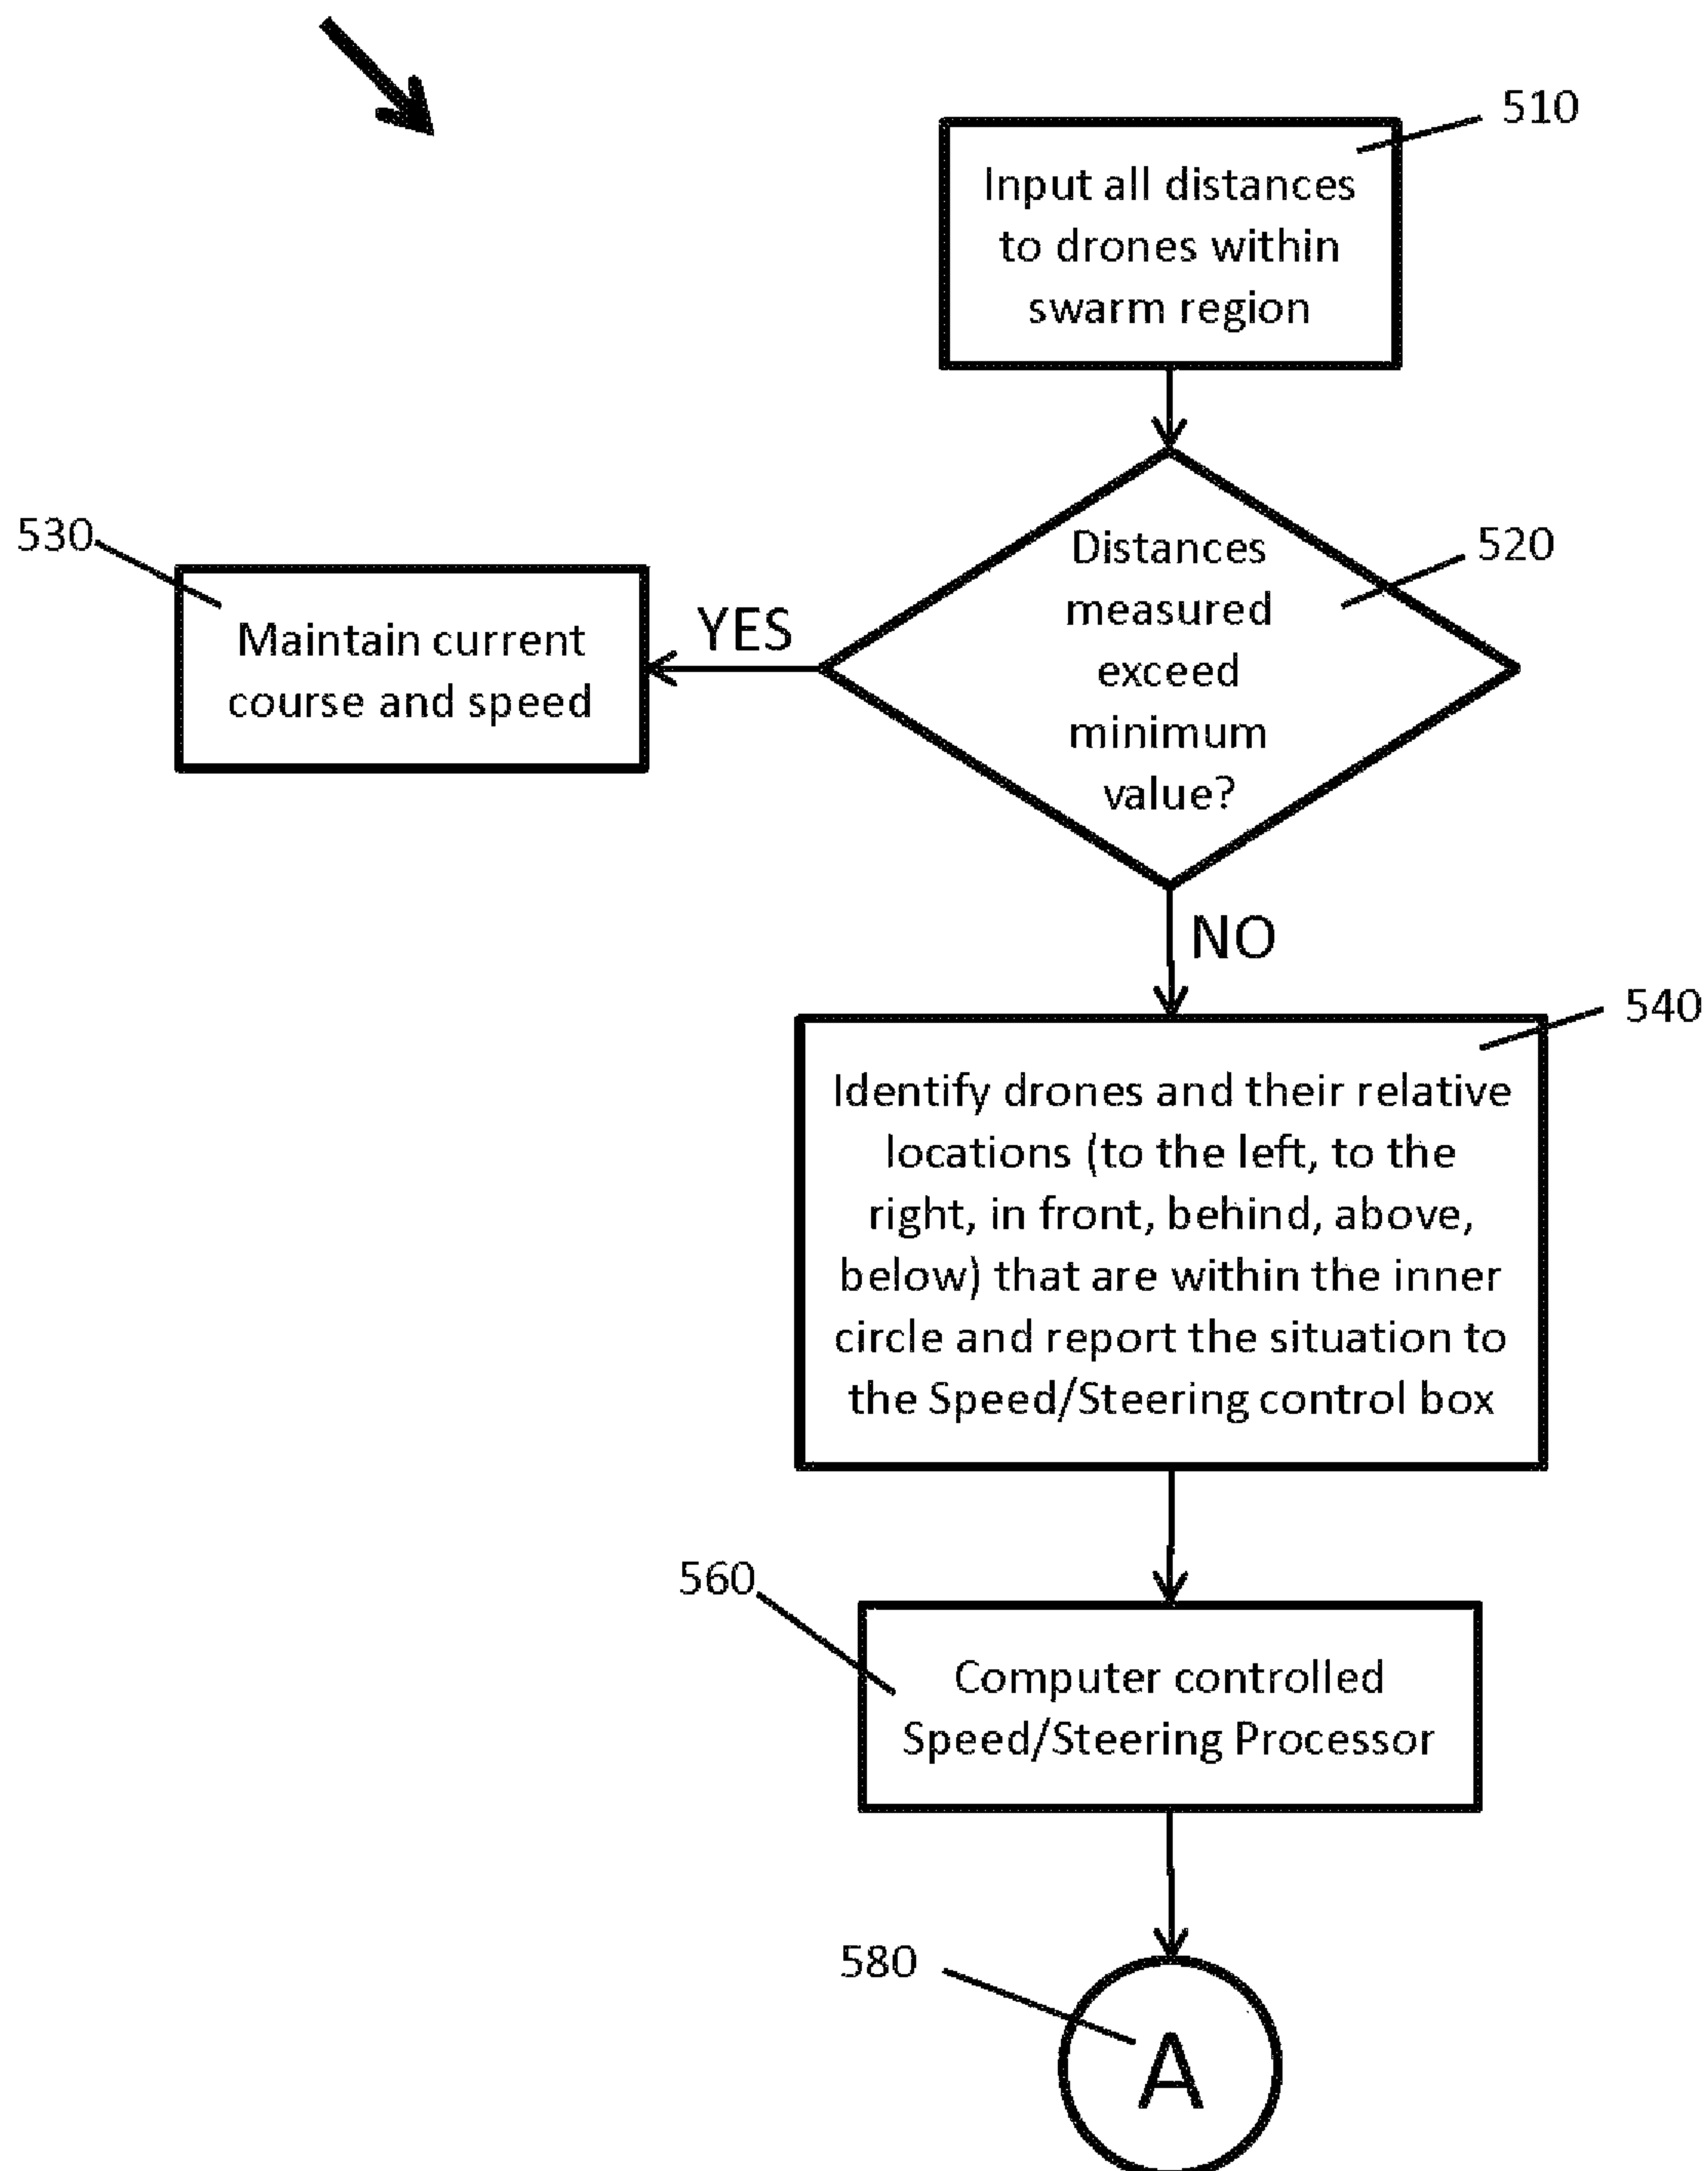 510
Input all distances
to drones within
swarm region
520
Distances
measured
exceed
minimum
value?
530
YES
Maintain current
course and speed
NO
540
Identify drones and their relative
locations (to the left, to the
right, in front, behind, above,
below) that are within the inner
circle and report the situation to
the Speed/Steering control box
560
Computer controlled
Speed/Steering Processor
580
A